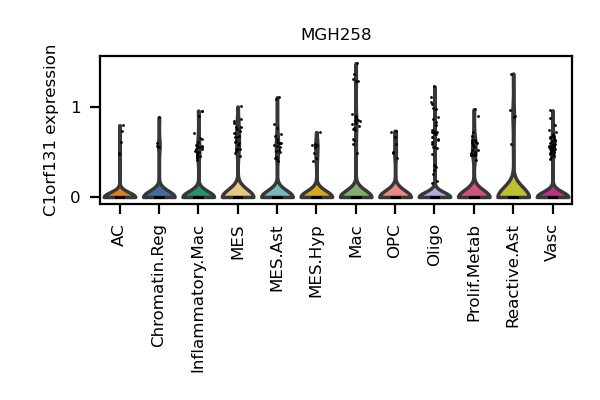 MGH258
C1orf131 expression
1
0
AC
Chromatin.Reg
Inflammatory.Mac
MES
MES.Ast
MES.Hyp
Mac
OPC
Oligo
Prolif.Metab
Reactive.Ast
Vasc